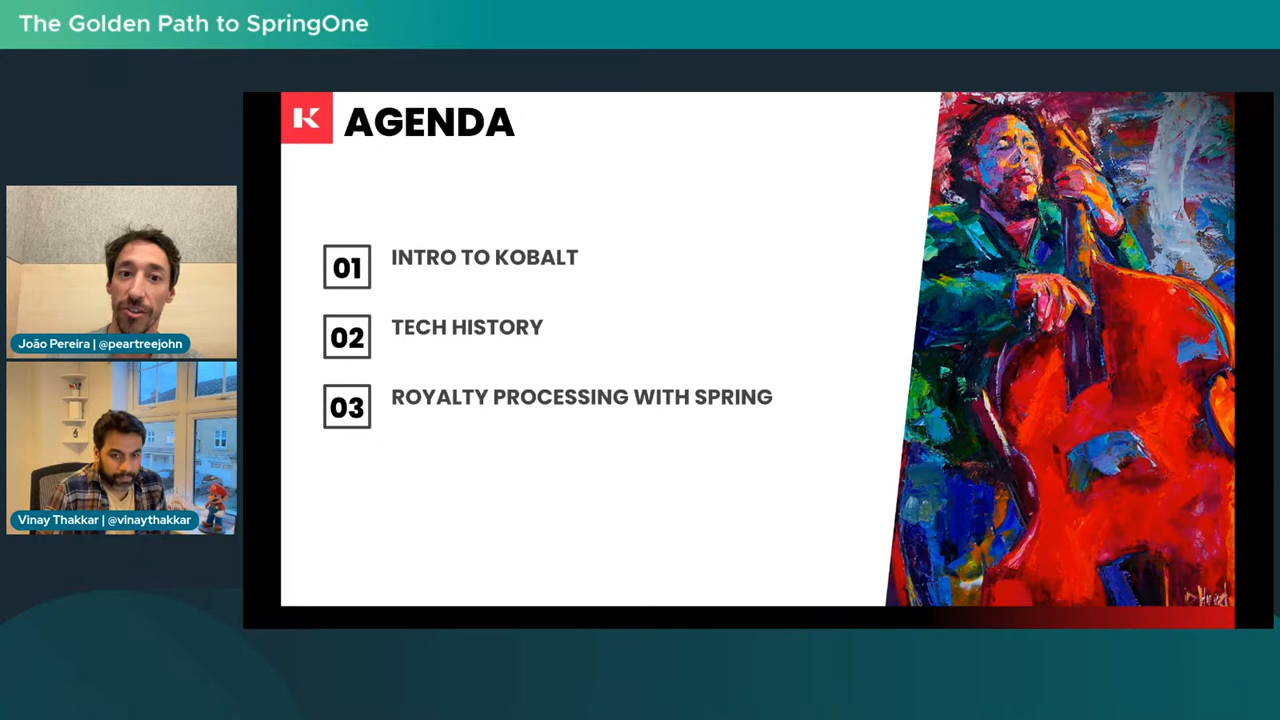 The Golden Path to SpringOne
K AGENDA
01 INTRO TO KOBALT
02 TECH HISTORY
03 ROYALTY PROCESSING WITH SPRING
João Pereira | @peartreejohn
Vinay Thakkar | @vinaythakkar